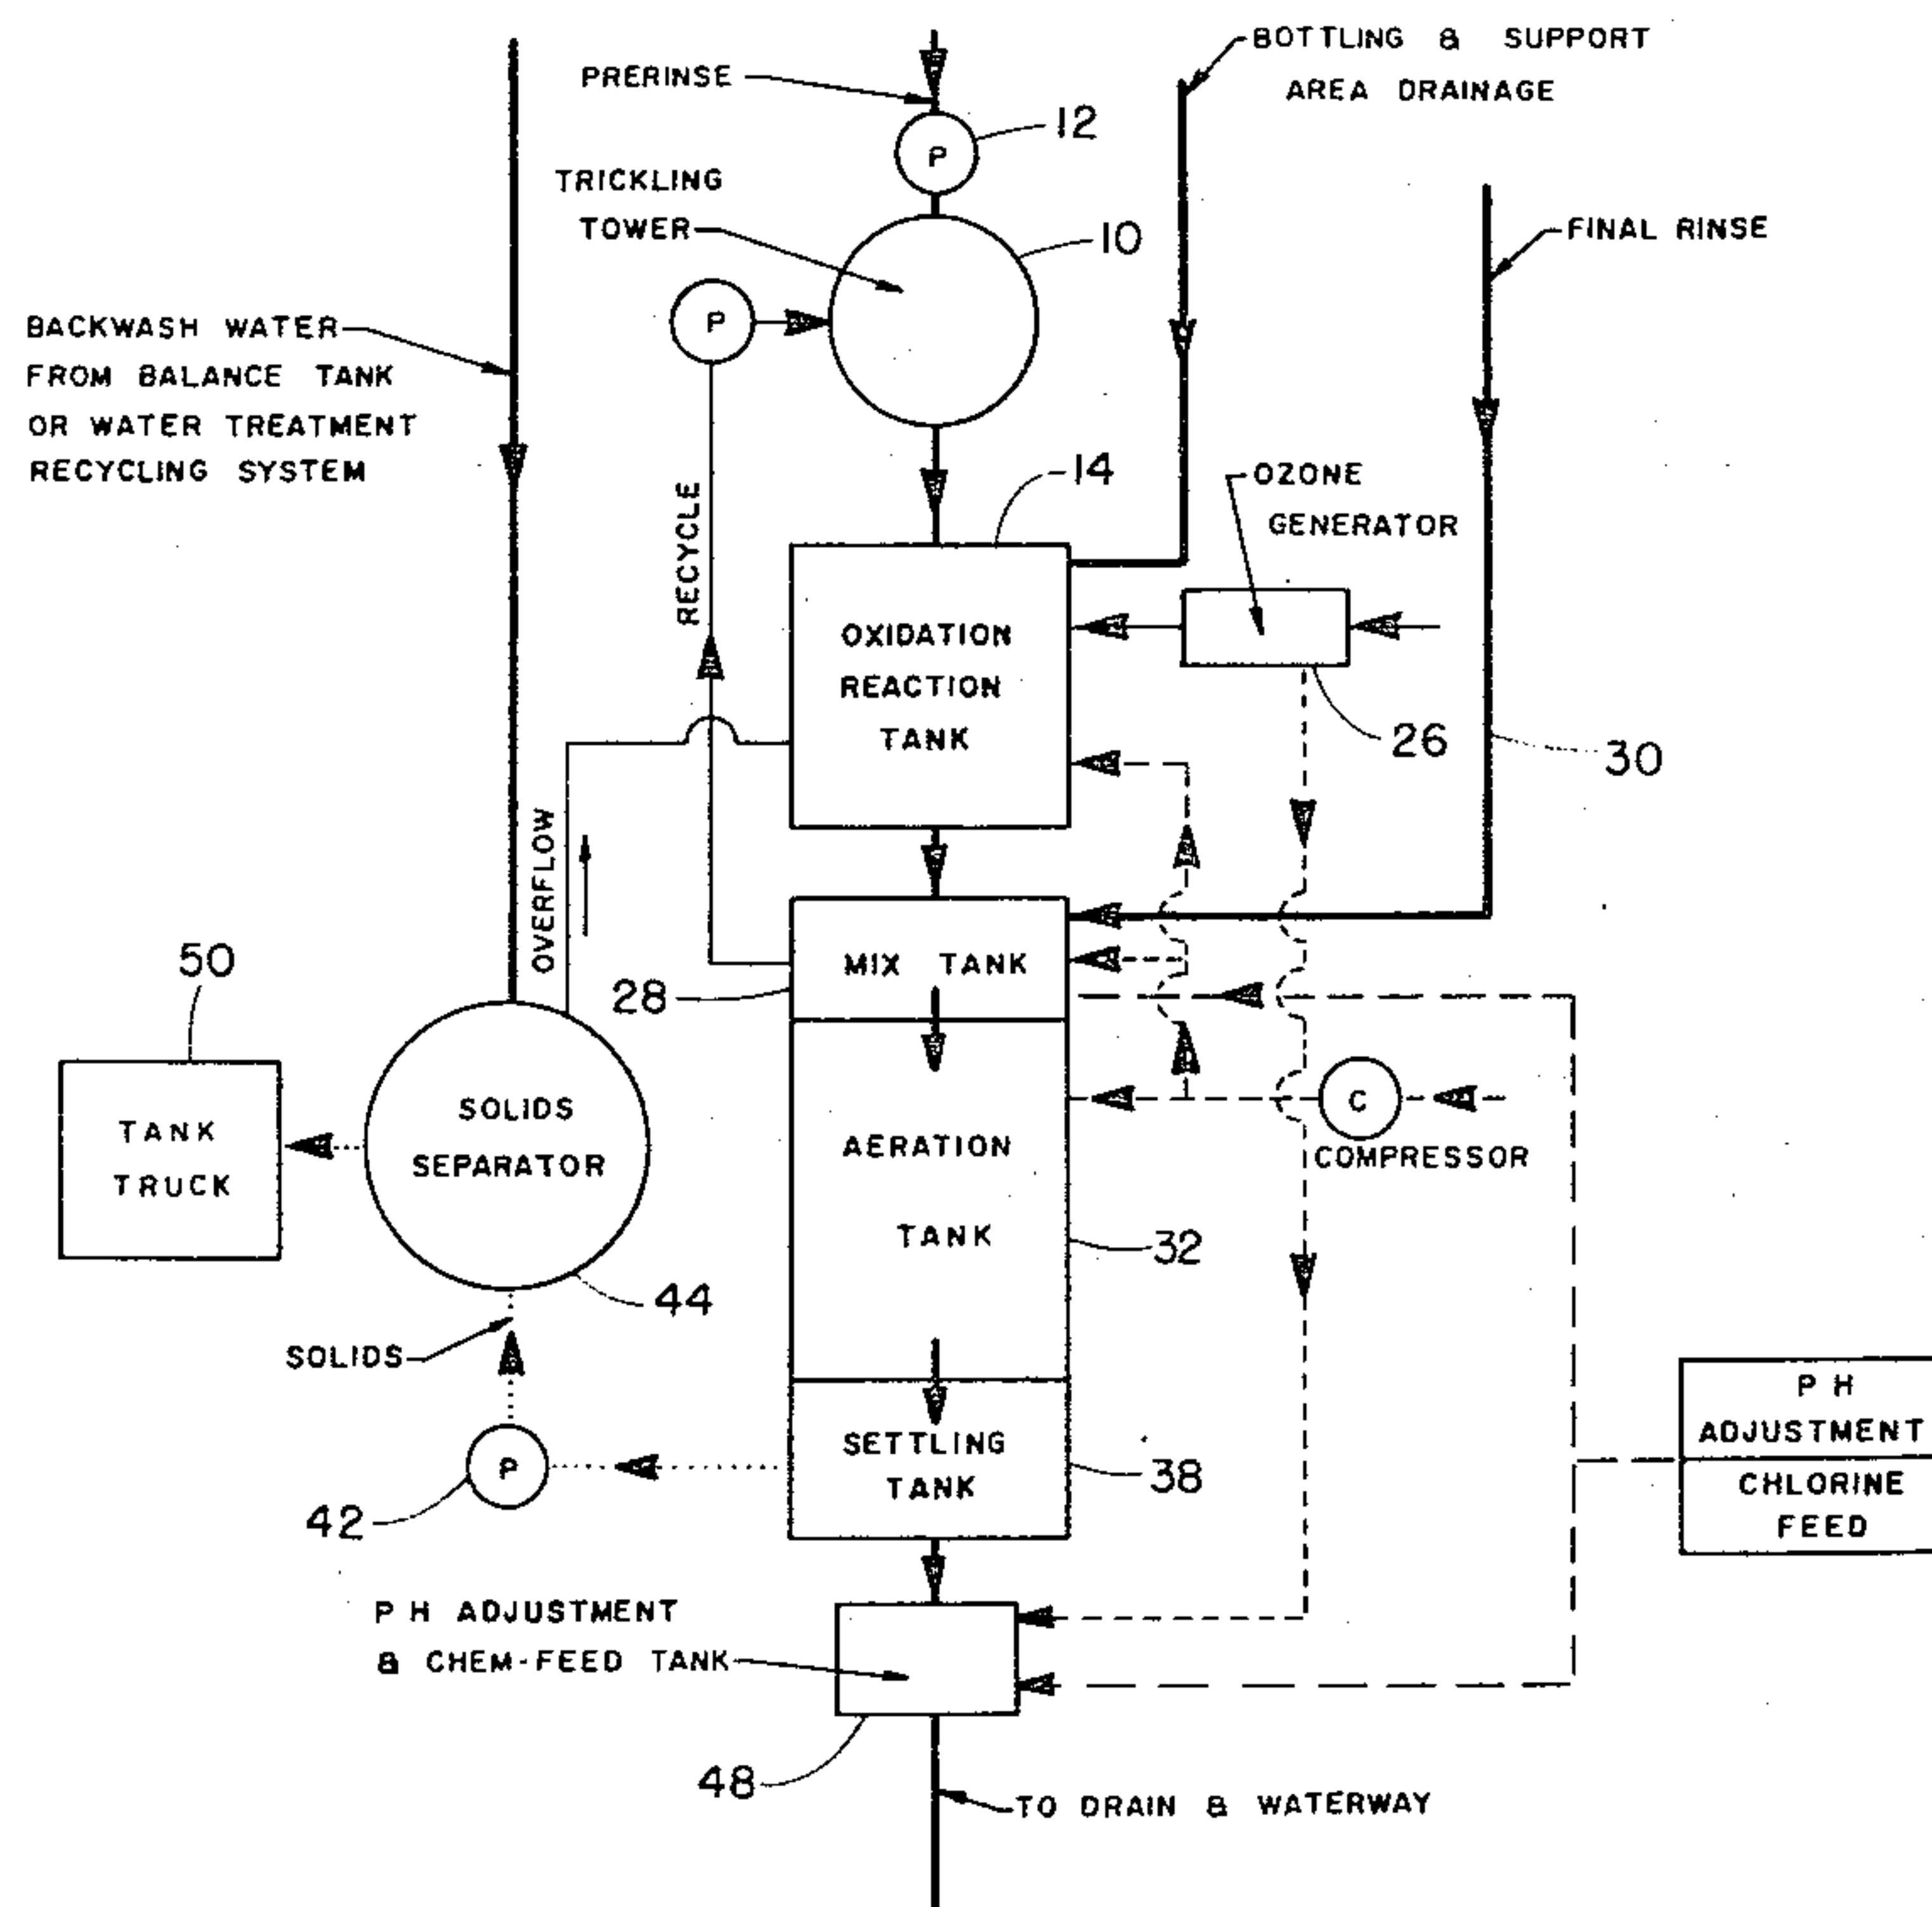 BOTTLING & SUPPORT
AREA DRAINAGE
PRERINSE
12
P
TRICKLING
TOWER
10
FINAL RINSE
P
BACKWASH WATER
FROM BALANCE TANK
OR WATER TREATMENT
RECYCLING SYSTEM
14
OZONE
GENERATOR
RECYCLE
OXIDATION
REACTION
TANK
26
30
OVERFLOW
MIX TANK
28
50
TANK
TRUCK
SOLIDS
SEPARATOR
AERATION
TANK
C
COMPRESSOR
32
44
SOLIDS
P
42
SETTLING
TANK
38
P H
ADJUSTMENT
CHLORINE
FEED
P H ADJUSTMENT
& CHEM-FEED TANK
48
TO DRAIN & WATERWAY